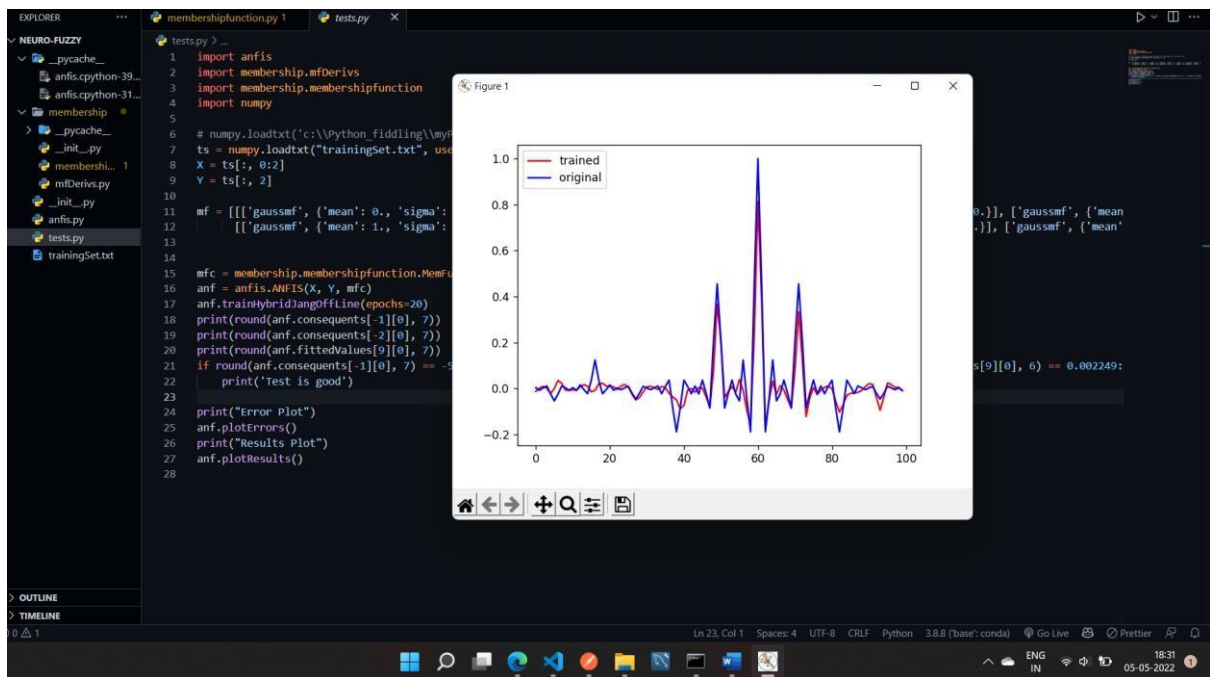 EXPLORER ...
membershipfunction.py 1
tests.py
NEURO-FUZZY
__pycache__
anfis.cpython-39...
anfis.cpython-31...
membership
__pycache__
__init__.py
membershi... 1
mfDerivs.py
__init__.py
anfis.py
tests.py
trainingSet.txt
OUTLINE
TIMELINE
tests.py > ...
1 import anfis
2 import membership.mfDerivs
3 import membership.membershipfunction
4 import numpy
5
6 # numpy.loadtxt('c:\\Python_fiddling\\myP
7 ts = numpy.loadtxt("trainingSet.txt", use
8 X = ts[:, 0:2]
9 Y = ts[:, 2]
10
11 mf = [[['gaussmf', {'mean': 0., 'sigma': 0.}], ['gaussmf', {'mean
12 [['gaussmf', {'mean': 1., 'sigma': .}], ['gaussmf', {'mean'
13
14
15 mfc = membership.membershipfunction.MemFu
16 anf = anfis.ANFIS(X, Y, mfc)
17 anf.trainHybridJangOffLine(epochs=20)
18 print(round(anf.consequents[-1][0], 7))
19 print(round(anf.consequents[-2][0], 7))
20 print(round(anf.fittedValues[9][0], 7))
21 if round(anf.consequents[-1][0], 7) == -5 s[9][0], 6) == 0.002249:
22 print('Test is good')
23
24 print("Error Plot")
25 anf.plotErrors()
26 print("Results Plot")
27 anf.plotResults()
28
Figure 1
trained
original
1.0
0.8
0.6
0.4
0.2
0.0
−0.2
0 20 40 60 80 100
0 1 Ln 23, Col 1 Spaces: 4 UTF-8 CRLF Python 3.8.8 ('base': conda) Go Live Prettier
ENG
IN
18:31
05-05-2022
1